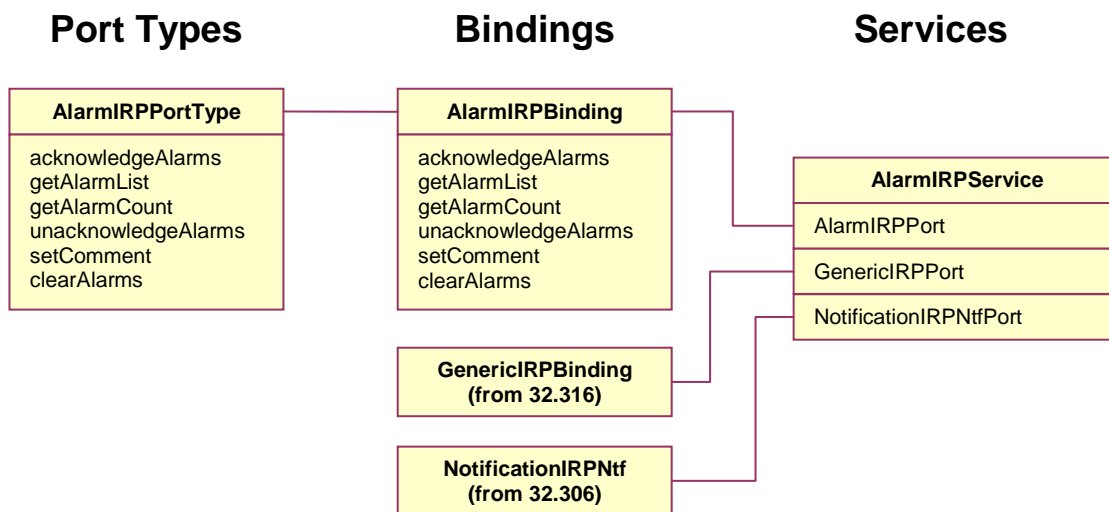 Port Types
Bindings
Services
AlarmIRPPortType
acknowledgeAlarms
getAlarmList
getAlarmCount
unacknowledgeAlarms
setComment
clearAlarms
AlarmIRPBinding
acknowledgeAlarms
getAlarmList
getAlarmCount
unacknowledgeAlarms
setComment
clearAlarms
GenericIRPBinding
(from 32.316)
NotificationIRPNtf
(from 32.306)
AlarmIRPService
AlarmIRPPort
GenericIRPPort
NotificationIRPNtfPort